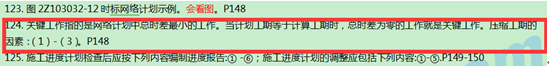 123. 图 2Z103032-12 时标网络计划示例。会看图。P148
124. 关键工作指的是网络计划中总时差最小的工作。当计划工期等于计算工期时，总时差为零的工作就是关键工作。压缩工期的
因素：(1) - (3)。P148
125. 施工进度计划检查后应按下列内容编制进度报告:① -⑥；施工进度计划的调整应包括下列内容:①-⑤.P149-150